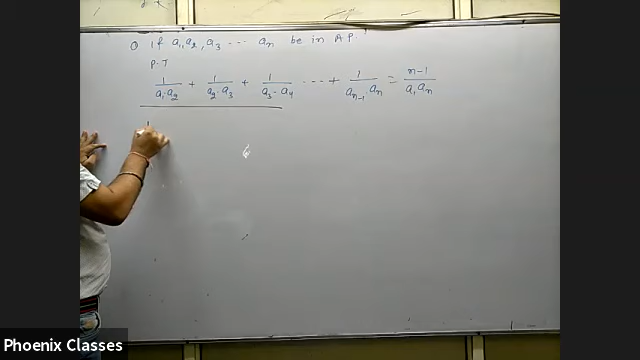 Q If a₁, a₂, a₃ ---- aₙ be in A.P.
P.T
1/(a₁·a₂) + 1/(a₂·a₃) + 1/(a₃·a₄) ---- + 1/(aₙ₋₁·aₙ) = (n-1)/(a₁aₙ)
Phoenix Classes